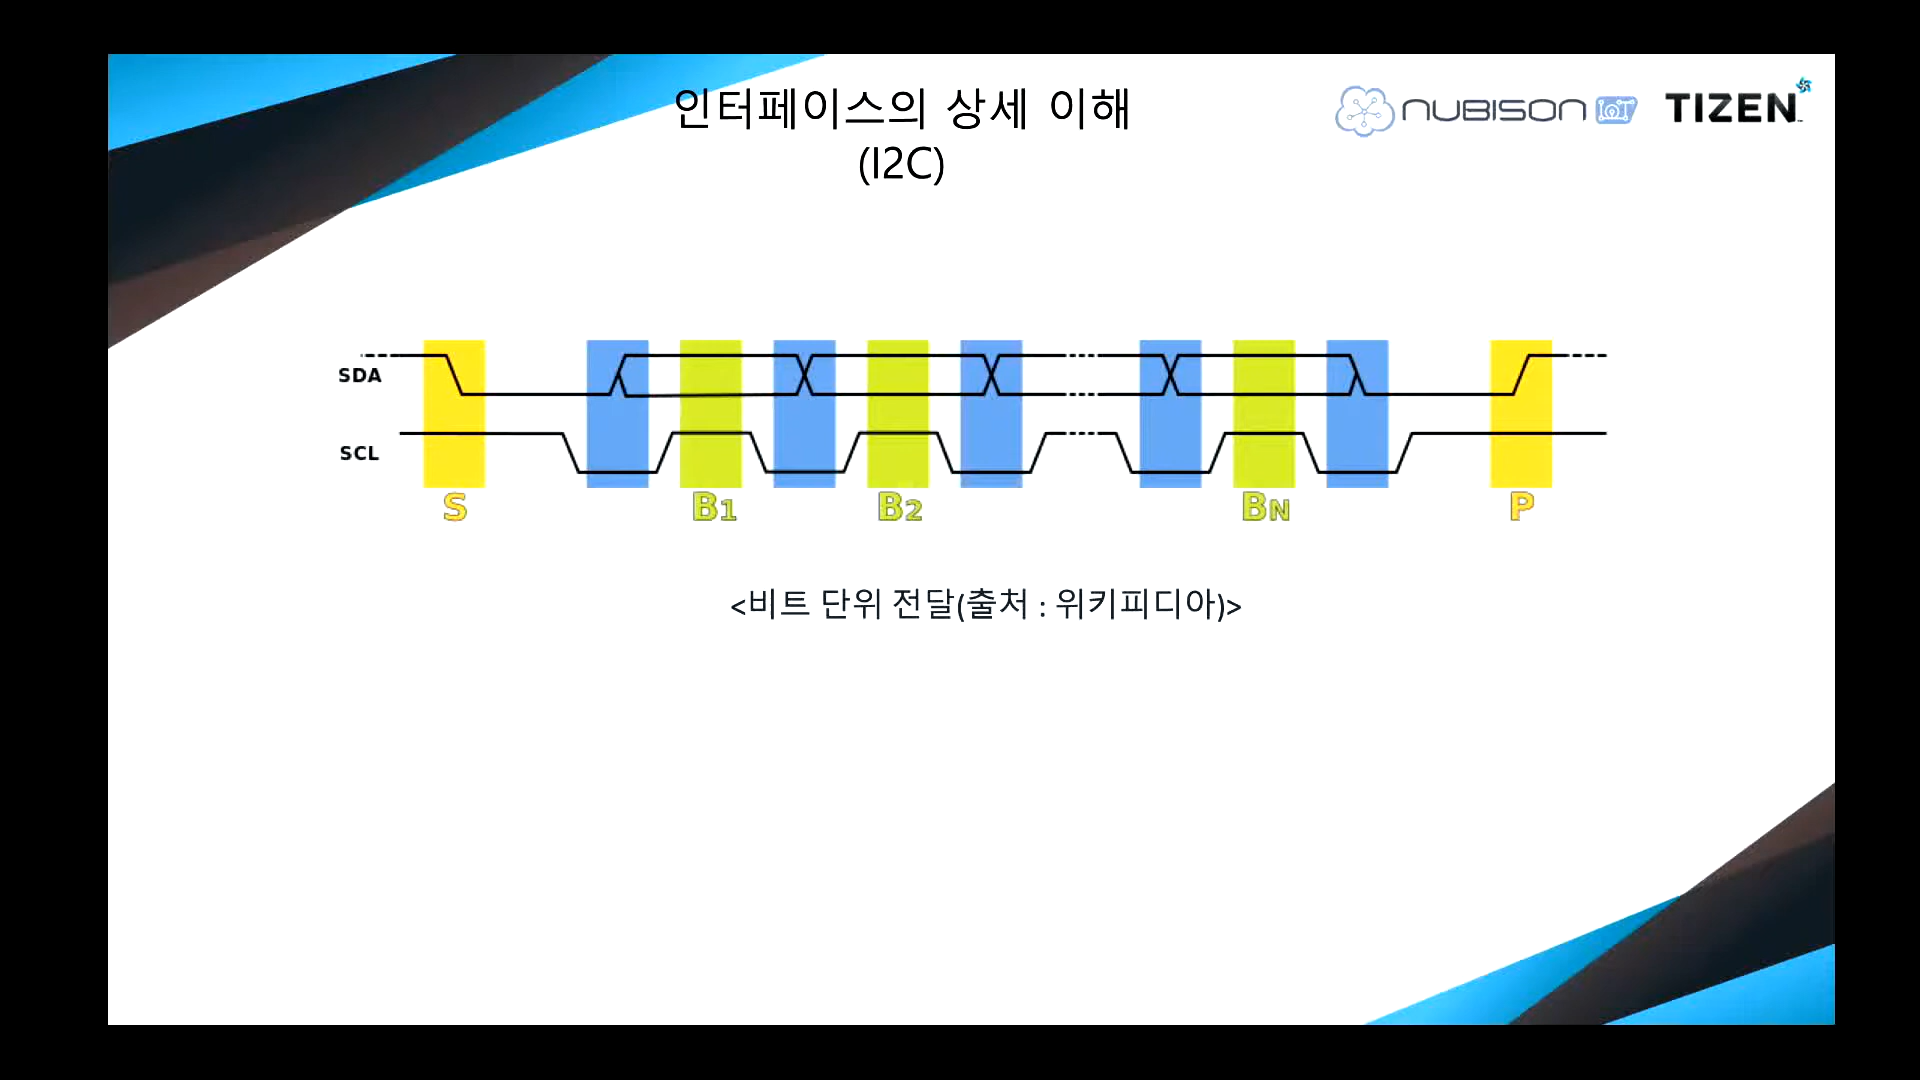 인터페이스의 상세 이해
(I2C)
NUBISON IoT
TIZEN™
SDA
SCL
S
B1
B2
BN
P
<비트 단위 전달(출처 : 위키피디아)>